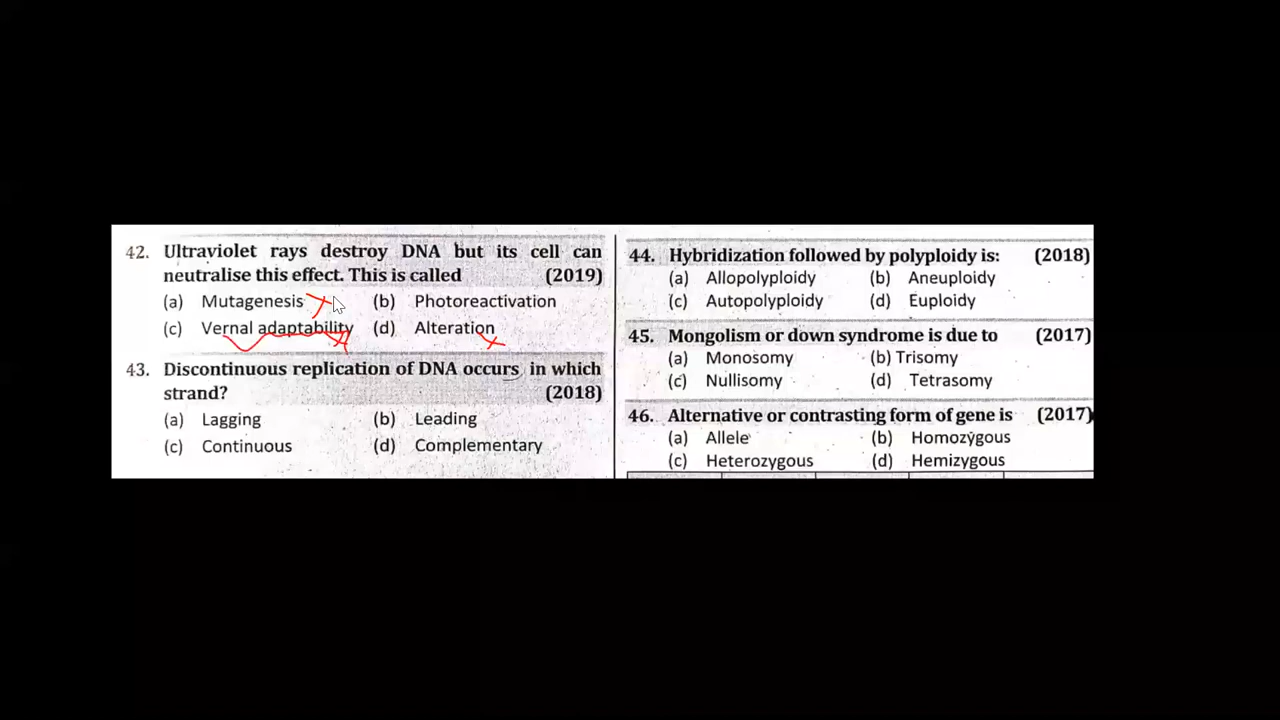 42. Ultraviolet rays destroy DNA but its cell can
neutralise this effect. This is called (2019)
(a) Mutagenesis (b) Photoreactivation
(c) Vernal adaptability (d) Alteration
43. Discontinuous replication of DNA occurs in which
strand? (2018)
(a) Lagging (b) Leading
(c) Continuous (d) Complementary
44. Hybridization followed by polyploidy is: (2018)
(a) Allopolyploidy (b) Aneuploidy
(c) Autopolyploidy (d) Euploidy
45. Mongolism or down syndrome is due to (2017)
(a) Monosomy (b) Trisomy
(c) Nullisomy (d) Tetrasomy
46. Alternative or contrasting form of gene is (2017)
(a) Allele (b) Homozygous
(c) Heterozygous (d) Hemizygous